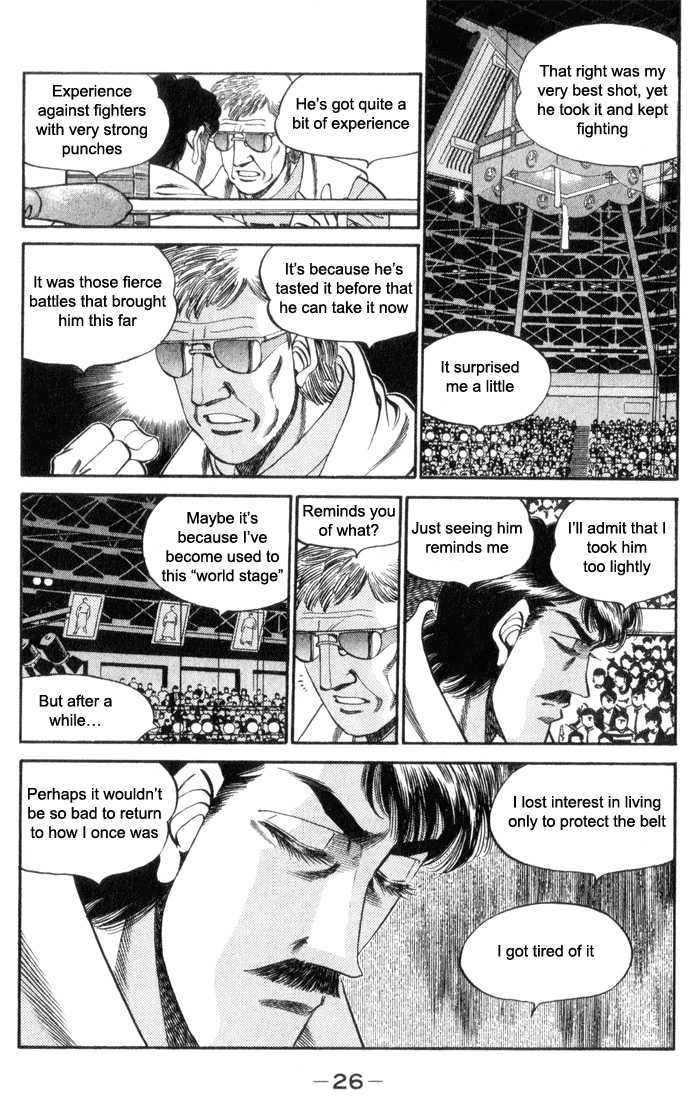 That right was my
very best shot, yet
he took it and kept
fighting
It surprised
me a little
He's got quite a
bit of experience
Experience
against fighters
with very strong
punches
It's because he's
tasted it before that
he can take it now
It was those fierce
battles that brought
him this far
I'll admit that I
took him
too lightly
Just seeing him
reminds me
Reminds you
of what?
Maybe it's
because I've
become used to
this “world stage”
But after a
while...
I lost interest in living
only to protect the belt
I got tired of it
Perhaps it wouldn't
be so bad to return
to how I once was
-26-